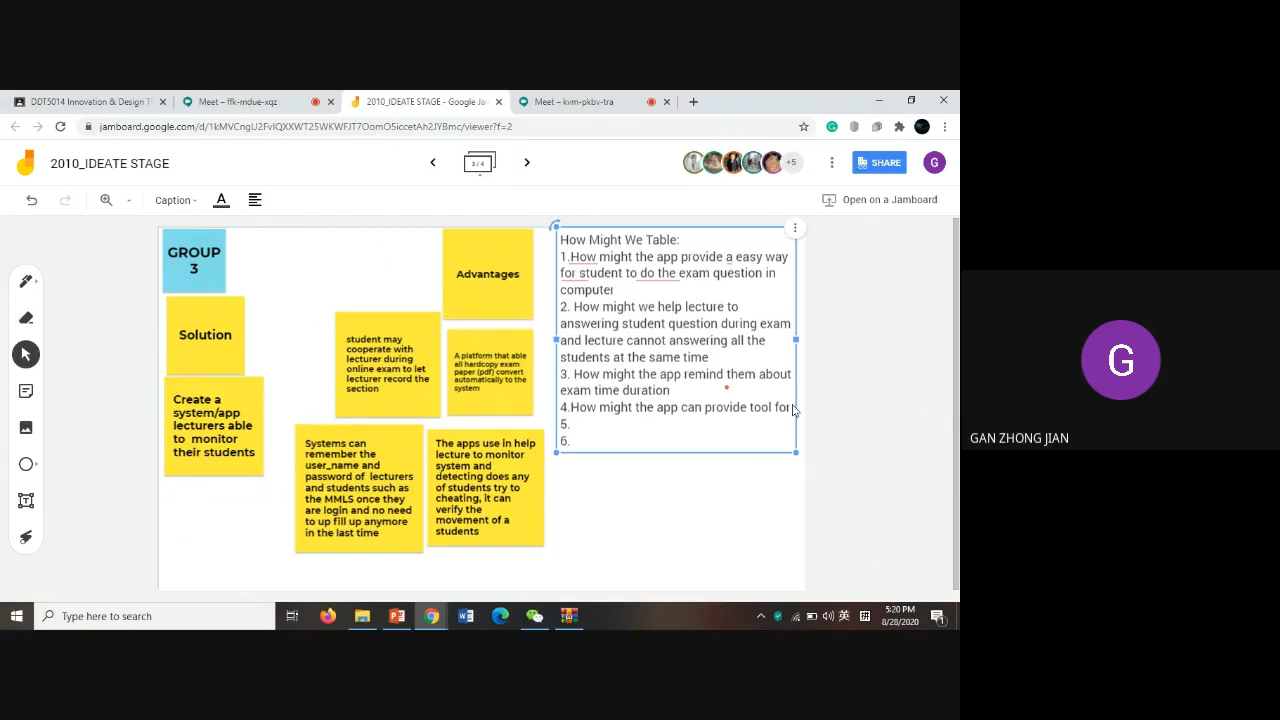 DDT5014 Innovation & Design T
Meet – ffk-mdue-xqz
2010_IDEATE STAGE - Google Ja
Meet – kvm-pkbv-tra
2010_IDEATE STAGE
3 / 4
+5
SHARE
G
Caption
A
Open on a Jamboard
GROUP
3
Solution
Create a
system/app
lecturers able
to monitor
their students
Advantages
student may
cooperate with
lecturer during
online exam to let
lecturer record the
section
A platform that able
all hardcopy exam
paper (pdf) convert
automatically to the
system
Systems can
remember the
user_name and
password of lecturers
and students such as
the MMLS once they
are login and no need
to up fill up anymore
in the last time
The apps use in help
lecture to monitor
system and
detecting does any
of students try to
cheating, it can
verify the
movement of a
students
How Might We Table:
1.How might the app provide a easy way
for student to do the exam question in
computer
2. How might we help lecture to
answering student question during exam
and lecture cannot answering all the
students at the same time
3. How might the app remind them about
exam time duration
4.How might the app can provide tool for
5.
6.
G
GAN ZHONG JIAN
Type here to search
英
5:20 PM
8/28/2020
1